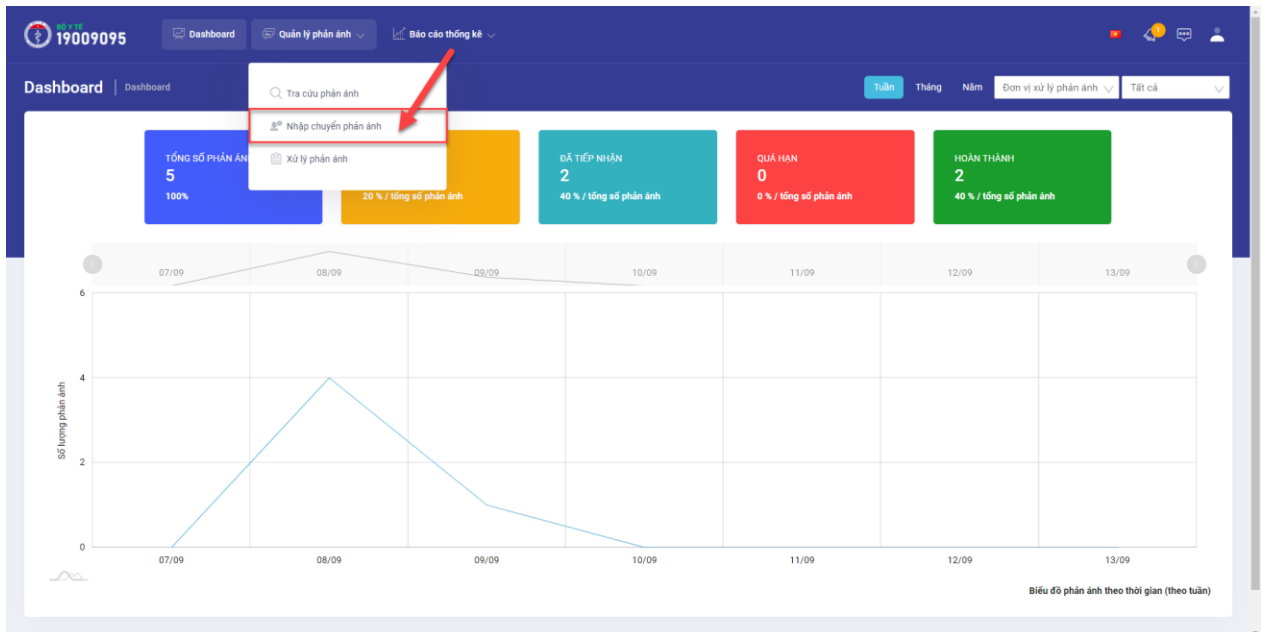 BỘ Y TẾ
19009095
Dashboard
Quản lý phản ánh
Báo cáo thống kê
1
Dashboard
Dashboard
Tra cứu phản ánh
Nhập chuyển phản ánh
Xử lý phản ánh
Tuần
Tháng
Năm
Đơn vị xử lý phản ánh
Tất cả
TỔNG SỐ PHẢN ÁN
5
100%
20 % / tổng số phản ánh
ĐÃ TIẾP NHẬN
2
40 % / tổng số phản ánh
QUÁ HẠN
0
0 % / tổng số phản ánh
HOÀN THÀNH
2
40 % / tổng số phản ánh
07/09 08/09 09/09 10/09 11/09 12/09 13/09
6
4
2
0
Số lượng phản ánh
07/09 08/09 09/09 10/09 11/09 12/09 13/09
Biểu đồ phản ánh theo thời gian (theo tuần)